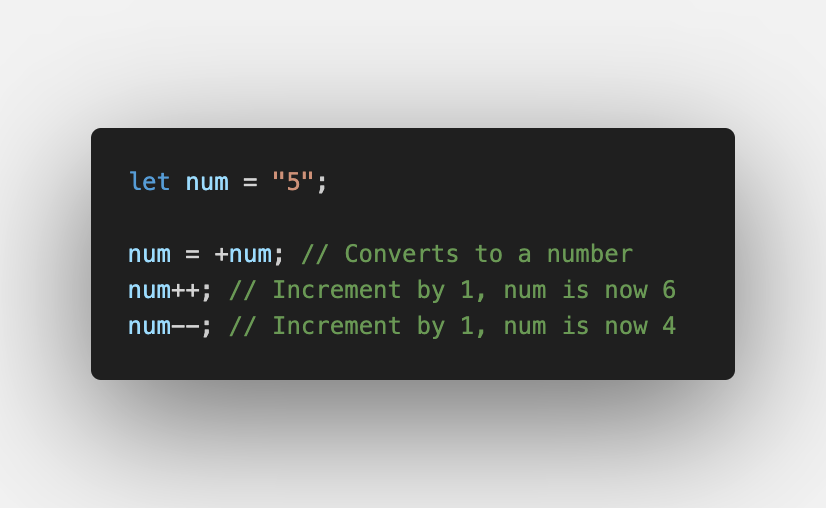 let num = "5";
num = +num; // Converts to a number
num++; // Increment by 1, num is now 6
num--; // Increment by 1, num is now 4